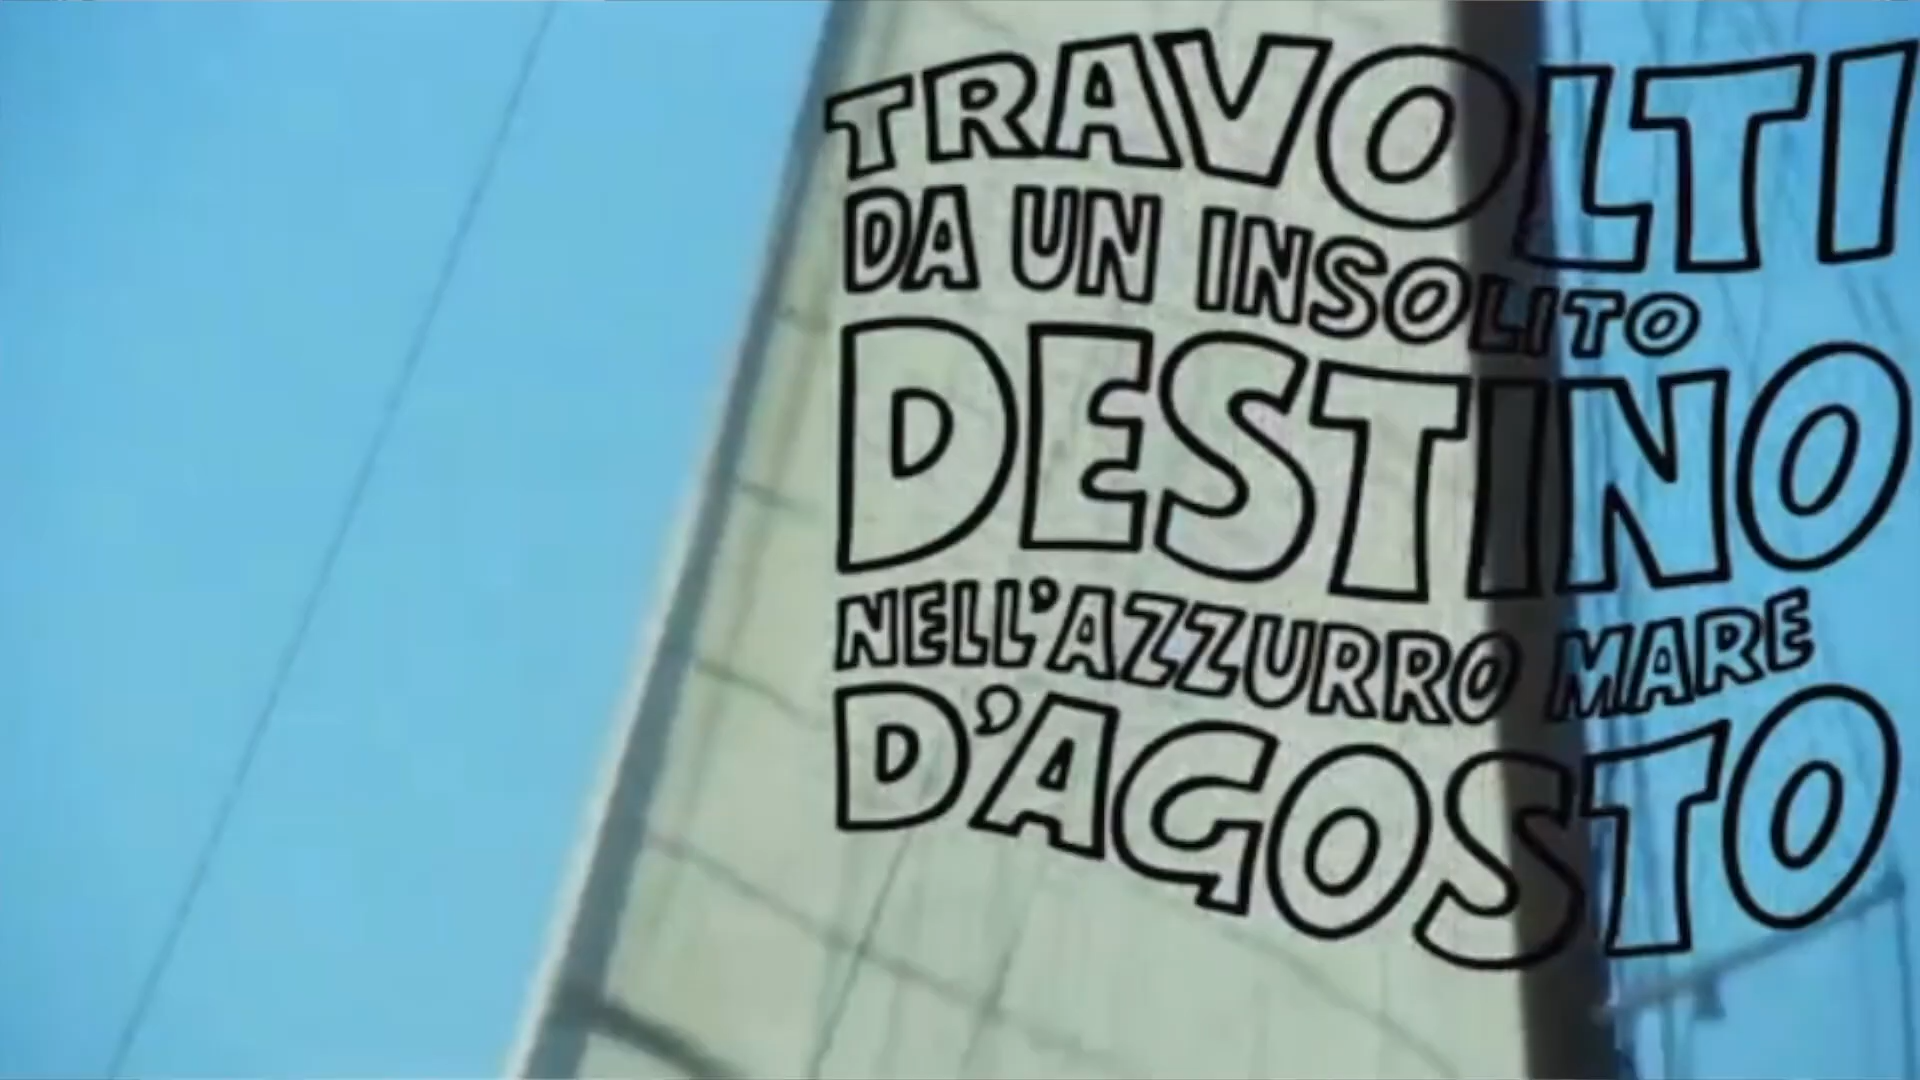 TRAVOLTI
DA UN INSOLITO
DESTINO
NELL'AZZURRO MARE
D'AGOSTO